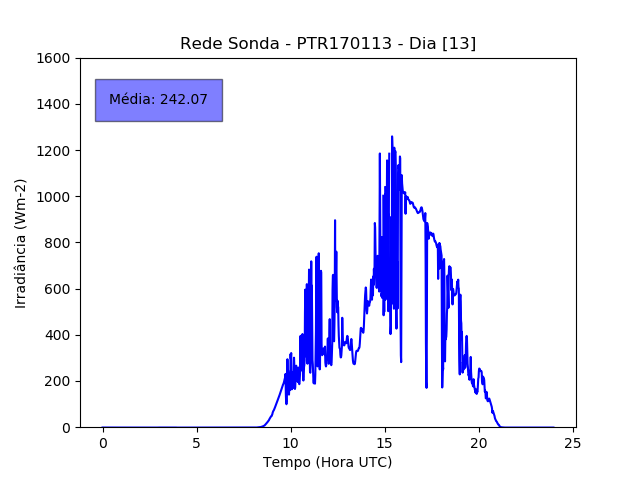 Rede Sonda - PTR170113 - Dia [13]
Média: 242.07
Irradiância (Wm-2)
1600
1400
1200
1000
800
600
400
200
0
0 5 10 15 20 25
Tempo (Hora UTC)